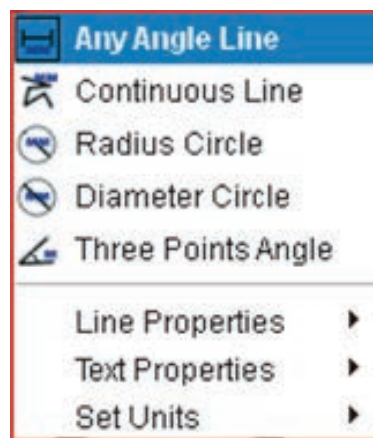 Any Angle Line
Continuous Line
Radius Circle
Diameter Circle
Three Points Angle
Line Properties
Text Properties
Set Units